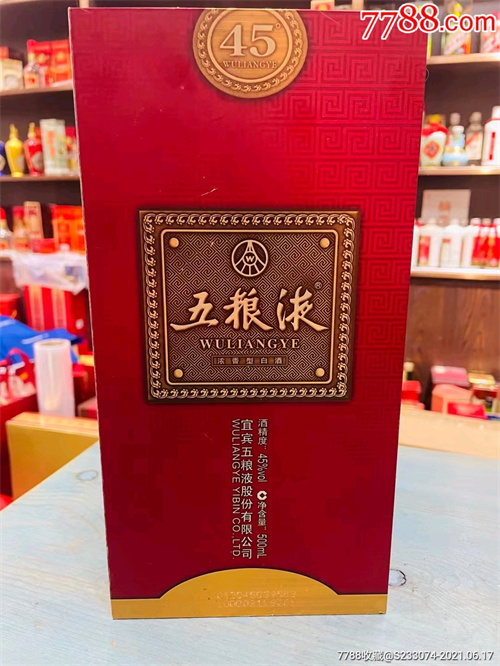 7788.com
45°
WULIANGYE
五粮液®
WULIANGYE
浓香型白酒
酒精度:45%vol 净含量:500mL
宜宾五粮液股份有限公司
WULIANGYE YIBIN CO.,LTD
7788收藏@S233074-2021.06.17